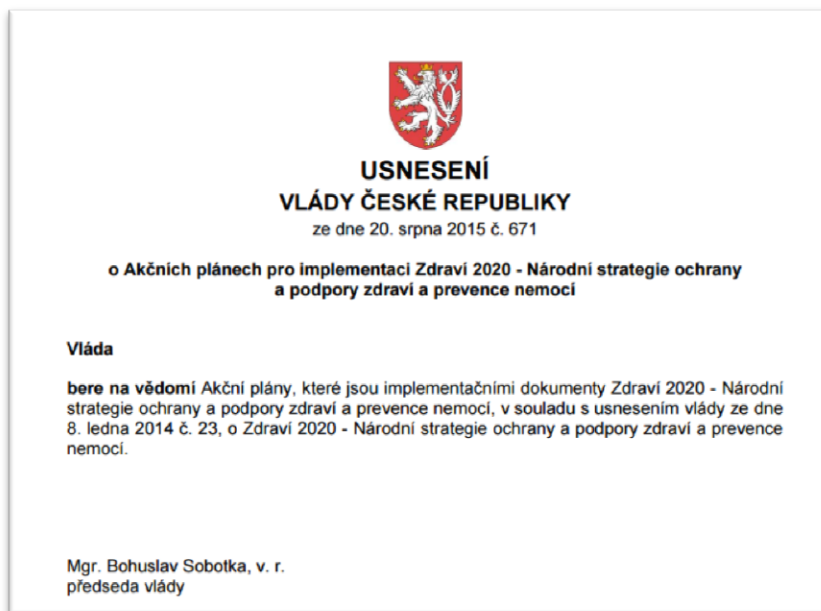 USNESENÍ
VLÁDY ČESKÉ REPUBLIKY
ze dne 20. srpna 2015 č. 671
o Akčních plánech pro implementaci Zdraví 2020 - Národní strategie ochrany
a podpory zdraví a prevence nemocí
Vláda
bere na vědomí Akční plány, které jsou implementačními dokumenty Zdraví 2020 - Národní
strategie ochrany a podpory zdraví a prevence nemocí, v souladu s usnesením vlády ze dne
8. ledna 2014 č. 23, o Zdraví 2020 - Národní strategie ochrany a podpory zdraví a prevence
nemocí.
Mgr. Bohuslav Sobotka, v. r.
předseda vlády